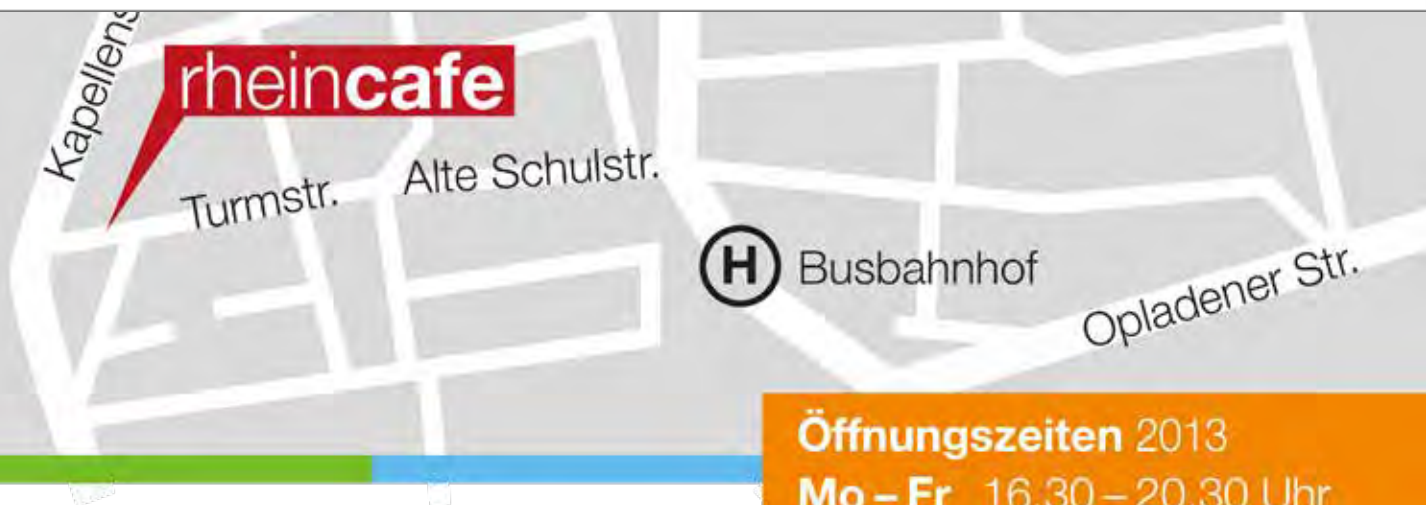 Kapellens
rheincafe
Turmstr.
Alte Schulstr.
H Busbahnhof
Opladener Str.
Öffnungszeiten 2013
Mo – Fr 16.30 – 20.30 Uhr